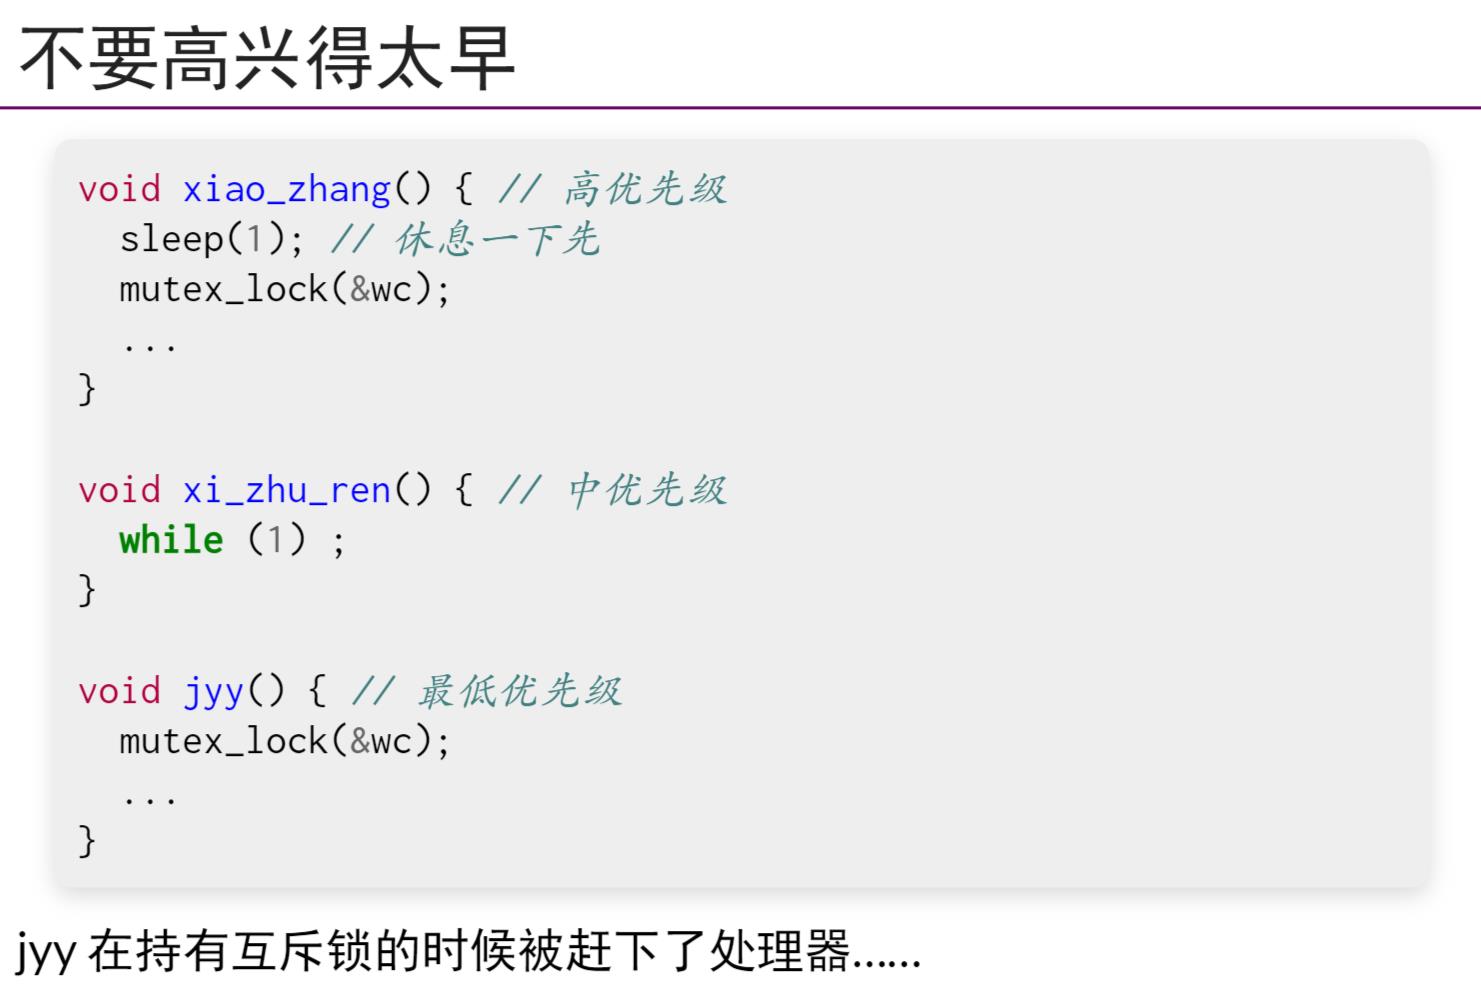 不要高兴得太早
void xiao_zhang() { // 高优先级
  sleep(1); // 休息一下先
  mutex_lock(&wc);
  ...
}
void xi_zhu_ren() { // 中优先级
  while (1) ;
}
void jyy() { // 最低优先级
  mutex_lock(&wc);
  ...
}
jyy 在持有互斥锁的时候被赶下了处理器......